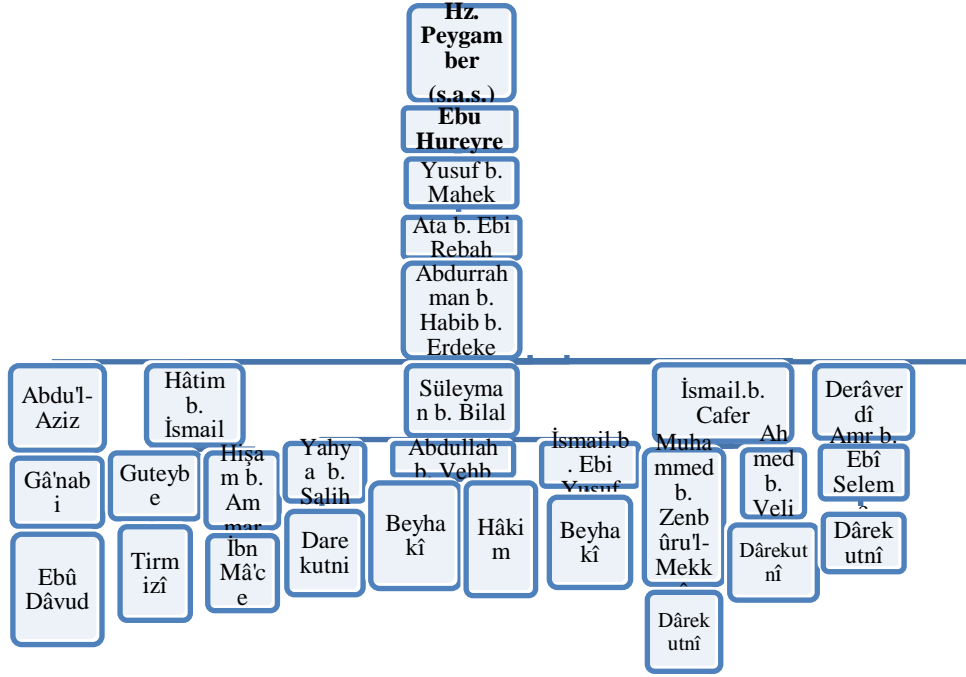 Hz.
Peygam
ber
(s.a.s.)
Ebu
Hureyre
Yusuf b.
Mahek
Ata b. Ebi
Rebah
Abdurrah
man b.
Habib b.
Erdeke
Abdu'l-
Aziz
Hâtim
b.
İsmail
Süleyma
n b. Bilal
İsmail.b.
Cafer
Derâver
dî
Gâ'nab
i
Guteyb
e
Hişa
m b.
Am
mar
Yahy
a b.
Salih
Abdullah
b. Vehb
İsmail.b
. Ebi
Yusuf
Muha
mmed
b.
Zenb
ûru'l-
Mekk
Ah
med
b.
Veli
Amr b.
Ebî
Selem
Ebû
Dâvud
Tirm
izî
İbn
Mâ'c
e
Dare
kutni
Beyha
kî
Hâki
m
Beyha
kî
Dârek
utnî
Dârekut
nî
Dârek
utnî